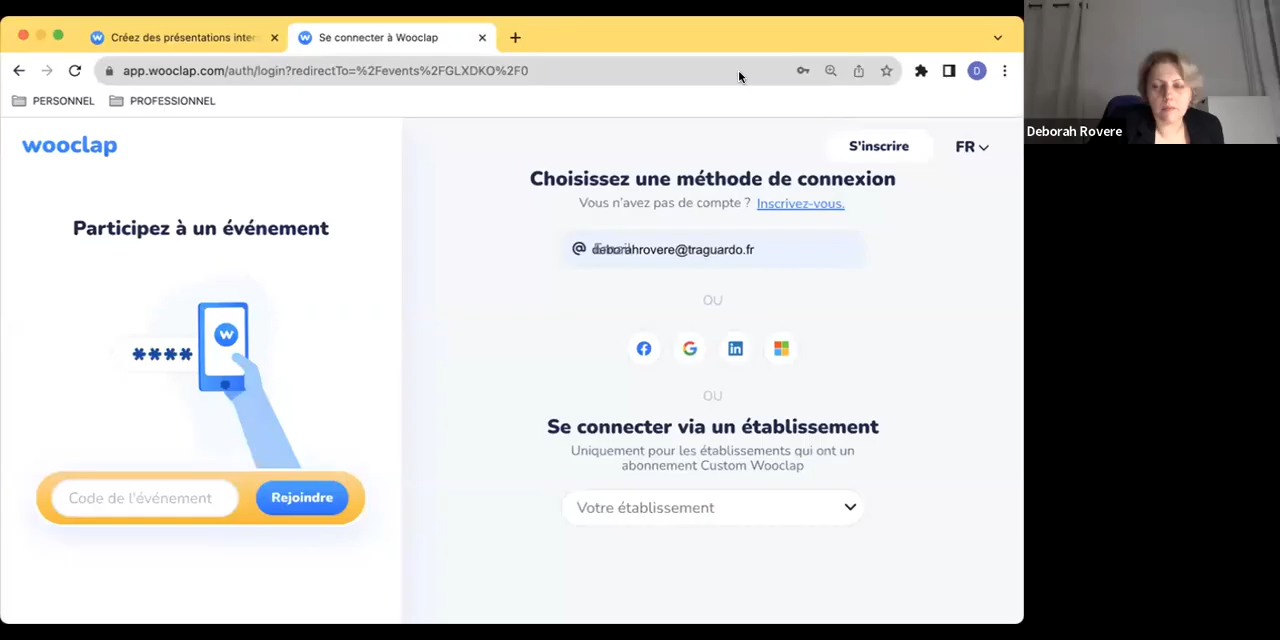 Créez des présentations inter
Se connecter à Wooclap
app.wooclap.com/auth/login?redirectTo=%2Fevents%2FGLXDKO%2F0
D
PERSONNEL
PROFESSIONNEL
Deborah Rovere
wooclap
S'inscrire
FR
Participez à un événement
Choisissez une méthode de connexion
Vous n'avez pas de compte ? Inscrivez-vous.
@ deborahrovere@traguardo.fr
OU
w
****
OU
Se connecter via un établissement
Uniquement pour les établissements qui ont un
abonnement Custom Wooclap
Code de l'événement
Rejoindre
Votre établissement